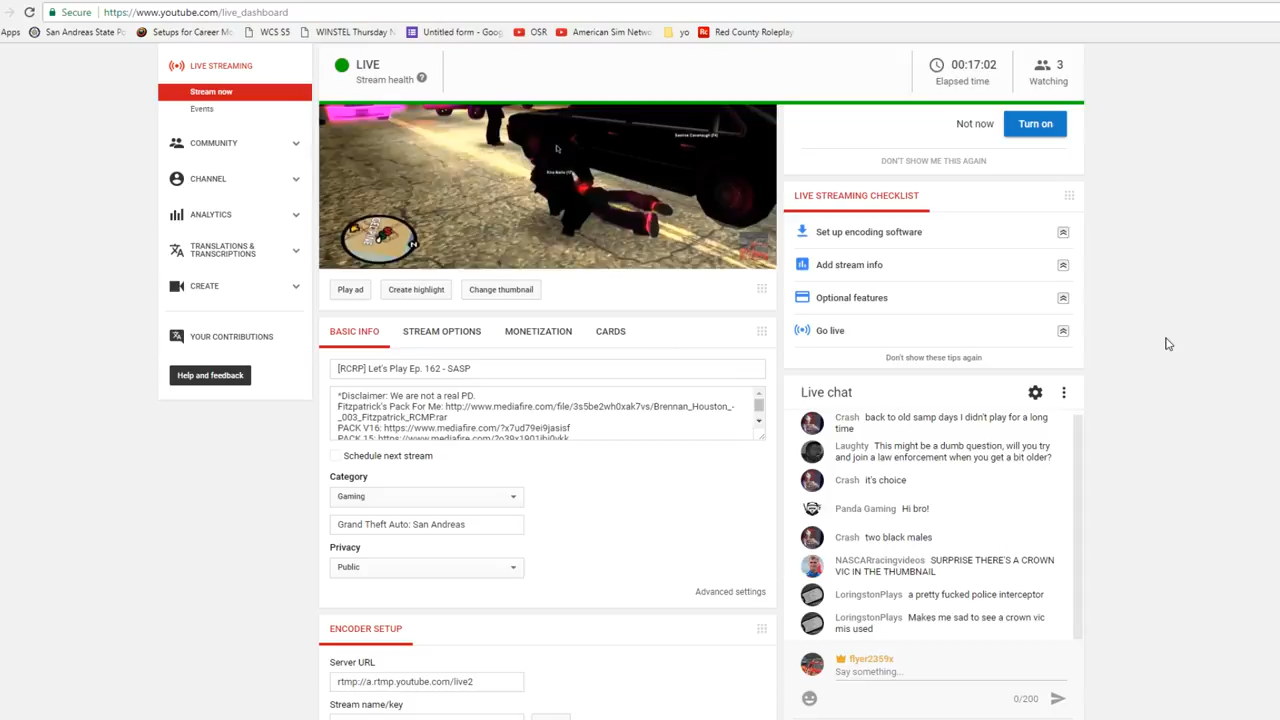 Secure https://www.youtube.com/live_dashboard
Apps San Andreas State Po Setups for Career Mo WCS S5 WINSTEL Thursday N Untitled form - Goog OSR American Sim Netwo yo Red County Roleplay
LIVE STREAMING
Stream now
Events
COMMUNITY
CHANNEL
ANALYTICS
TRANSLATIONS &
TRANSCRIPTIONS
CREATE
YOUR CONTRIBUTIONS
Help and feedback
LIVE
Stream health ?
00:17:02
Elapsed time
3
Watching
N
Play ad
Create highlight
Change thumbnail
BASIC INFO STREAM OPTIONS MONETIZATION CARDS
[RCRP] Let's Play Ep. 162 - SASP
*Disclaimer: We are not a real PD.
Fitzpatrick's Pack For Me: http://www.mediafire.com/file/3s5be2wh0xak7vs/Brennan_Houston_-
_003_Fitzpatrick_RCMP.rar
PACK V16: https://www.mediafire.com/?x7ud79ei9jasisf
PACK 15: https://www.mediafire.com/?o39x1901jhj0vkk
Schedule next stream
Category
Gaming
Grand Theft Auto: San Andreas
Privacy
Public
Advanced settings
ENCODER SETUP
Server URL
rtmp://a.rtmp.youtube.com/live2
Stream name/key
Not now
Turn on
DON'T SHOW ME THIS AGAIN
LIVE STREAMING CHECKLIST
Set up encoding software
Add stream info
Optional features
Go live
Don't show these tips again
Live chat
Crash back to old samp days I didn't play for a long
time
Laughty This might be a dumb question, will you try
and join a law enforcement when you get a bit older?
Crash it's choice
Panda Gaming Hi bro!
Crash two black males
NASCARracingvideos SURPRISE THERE'S A CROWN
VIC IN THE THUMBNAIL
LoringstonPlays a pretty fucked police interceptor
LoringstonPlays Makes me sad to see a crown vic
mis used
flyer2359x
Say something...
0/200